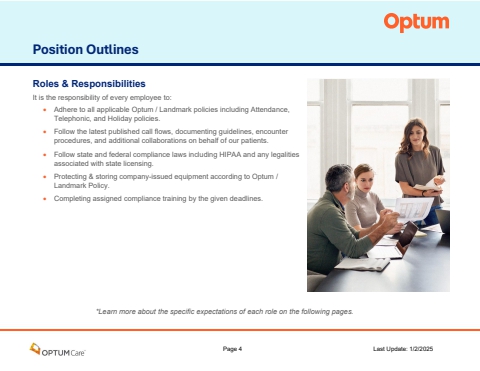 Optum
Position Outlines
Roles & Responsibilities
It is the responsibility of every employee to:
• Adhere to all applicable Optum / Landmark policies including Attendance,
Telephonic, and Holiday policies.
• Follow the latest published call flows, documenting guidelines, encounter
procedures, and additional collaborations on behalf of our patients.
• Follow state and federal compliance laws including HIPAA and any legalities
associated with state licensing.
• Protecting & storing company-issued equipment according to Optum /
Landmark Policy.
• Completing assigned compliance training by the given deadlines.
*Learn more about the specific expectations of each role on the following pages.
OPTUMCare
Page 4
Last Update: 1/2/2025